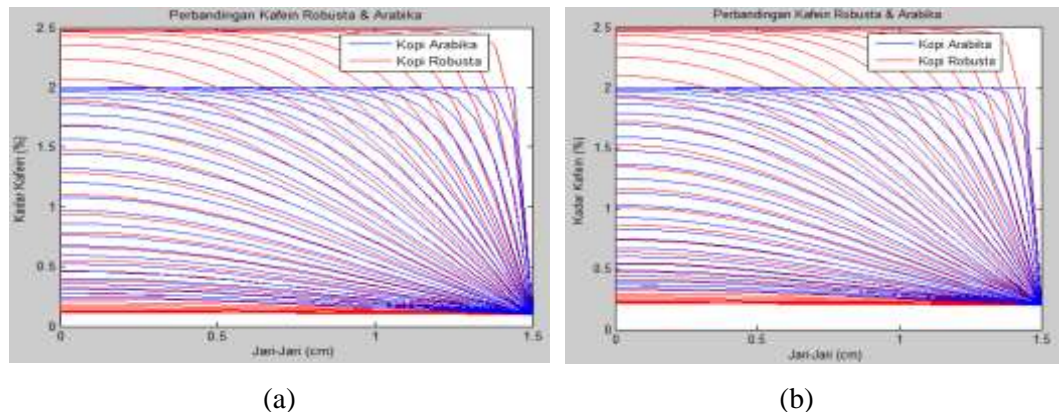 Perbandingan Kafein Robusta & Arabika
2.5
2
1.5
1
0.5
0
Kadar Kafein (%)
Kopi Arabika
Kopi Robusta
0
0.5
1
1.5
Jari-Jari (cm)
(a)
Perbandingan Kafein Robusta & Arabika
2.5
2
1.5
1
0.5
0
Kadar Kafein (%)
Kopi Arabika
Kopi Robusta
0
0.5
1
1.5
Jari-Jari (cm)
(b)